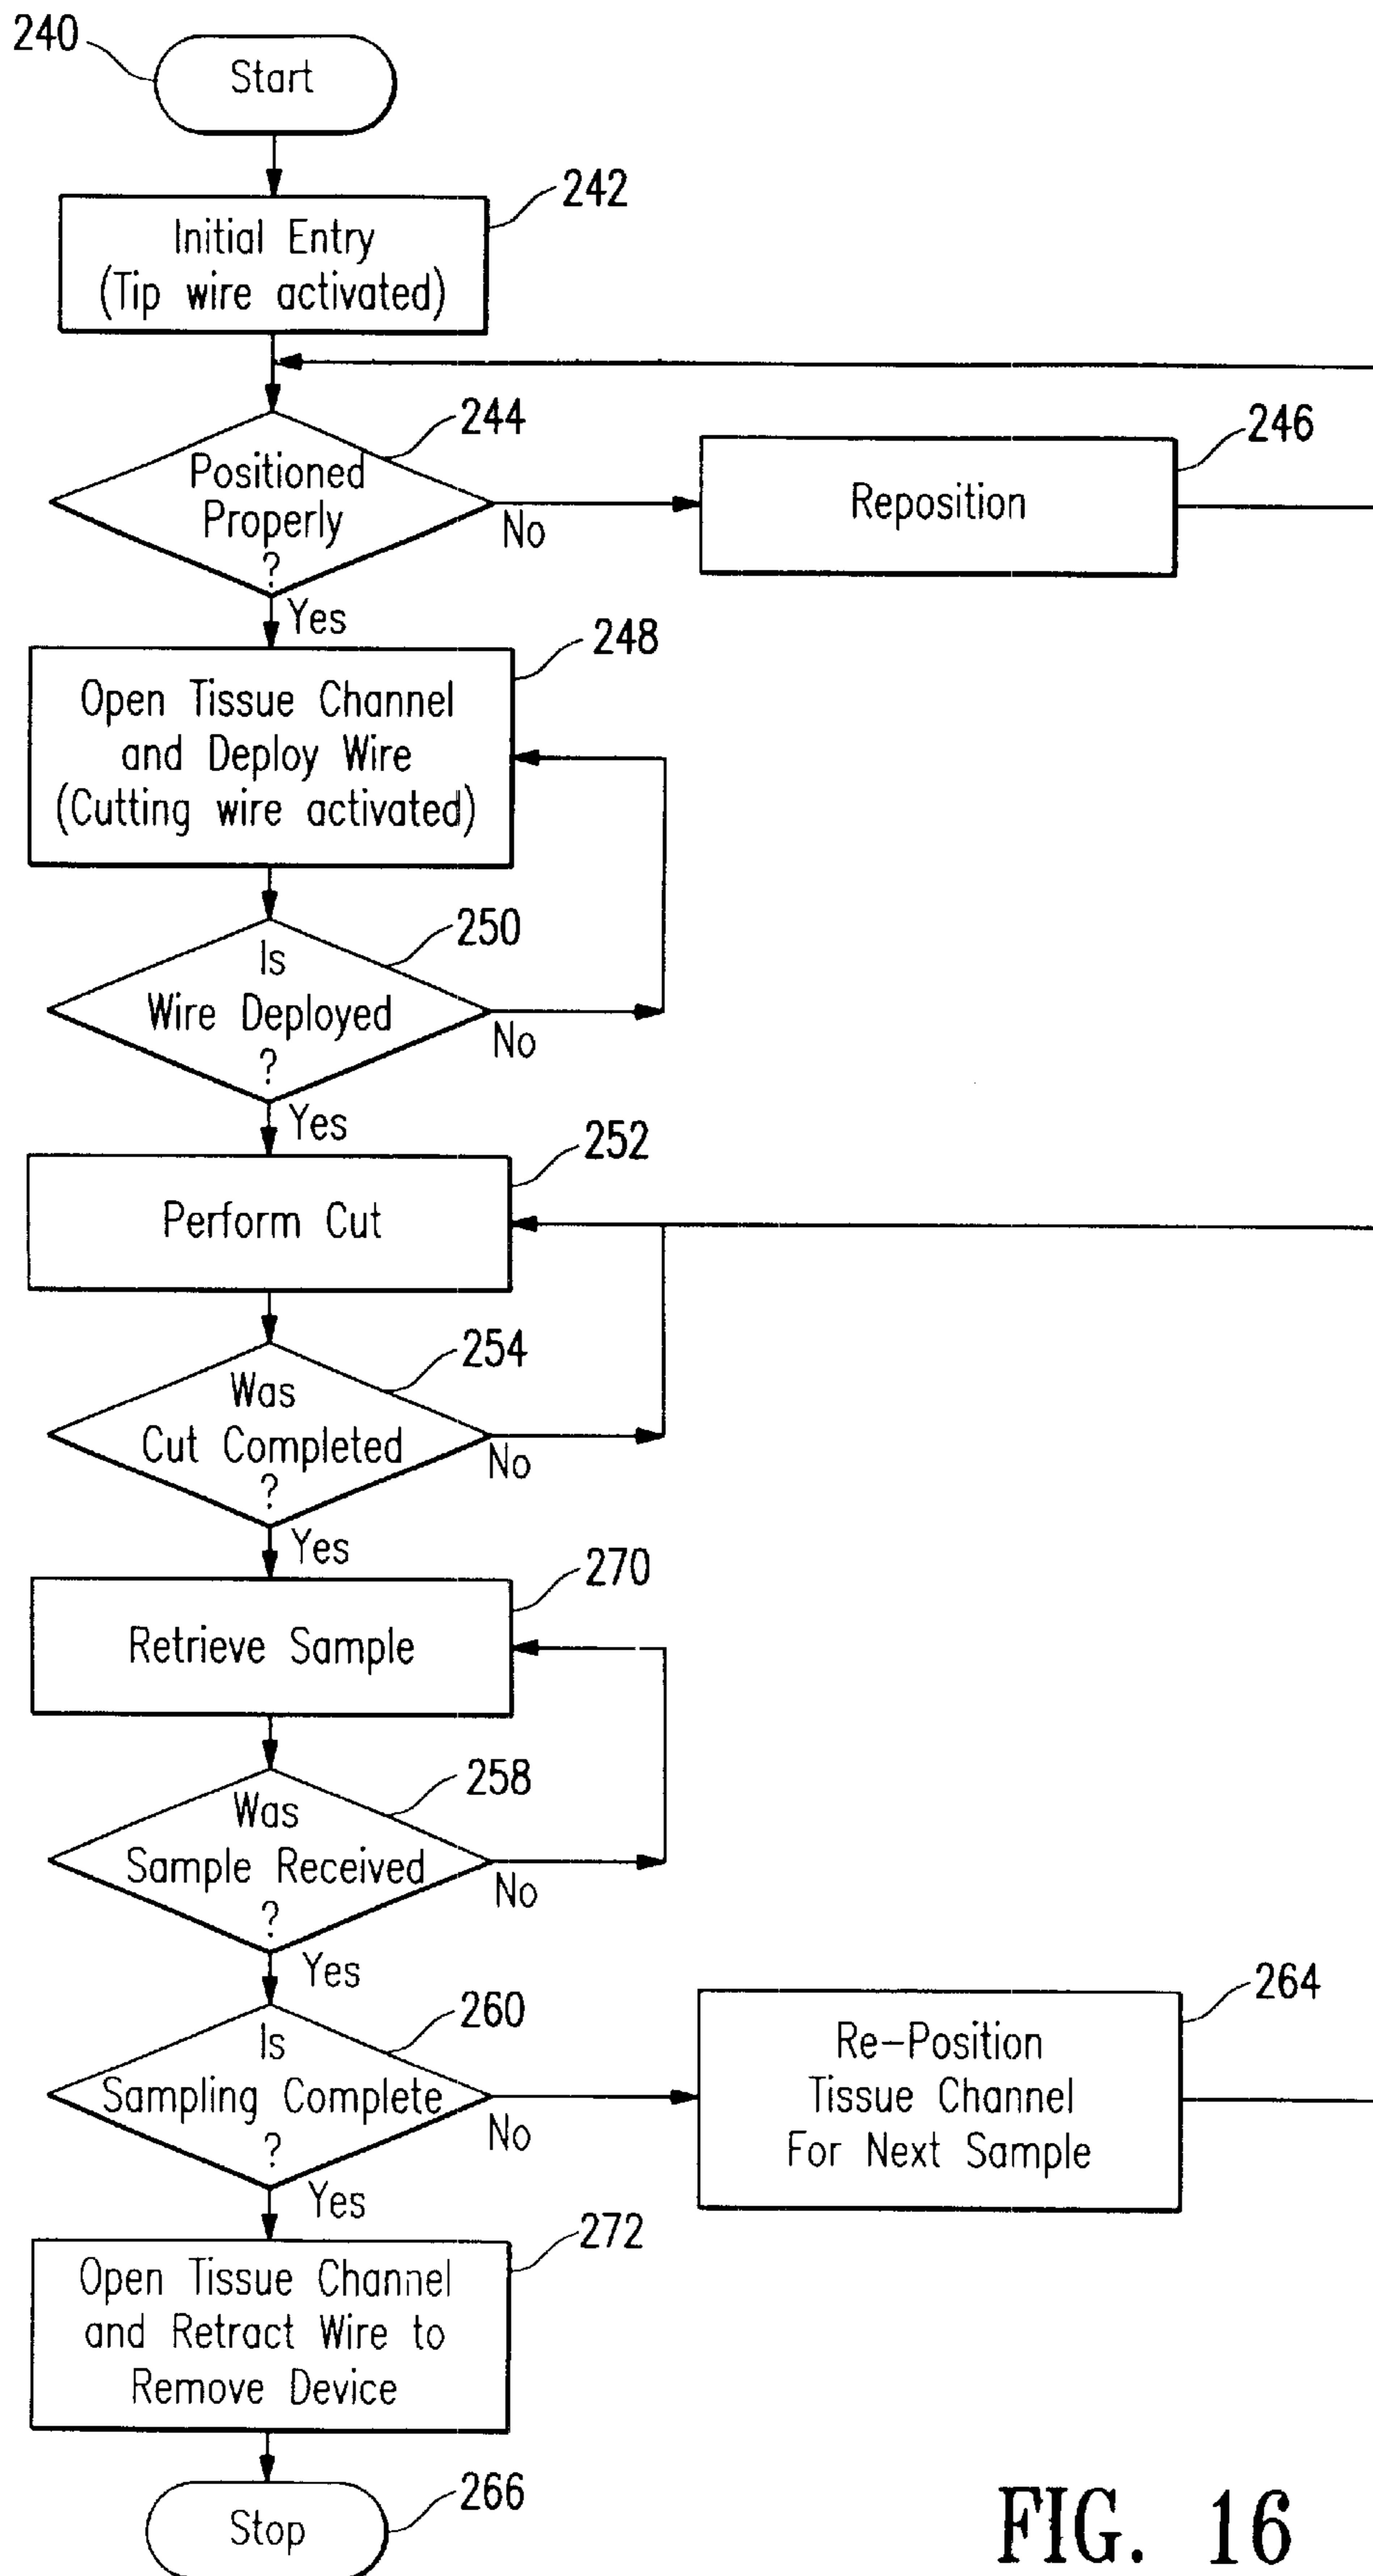 240
Start
242
Initial Entry
(Tip wire activated)
244
Positioned
Properly
?
No
246
Reposition
Yes
248
Open Tissue Channel
and Deploy Wire
(Cutting wire activated)
250
Is
Wire Deployed
?
No
Yes
252
Perform Cut
254
Was
Cut Completed
?
No
Yes
270
Retrieve Sample
258
Was
Sample Received
?
No
Yes
260
Is
Sampling Complete
?
No
264
Re-Position
Tissue Channel
For Next Sample
Yes
272
Open Tissue Channel
and Retract Wire to
Remove Device
266
Stop
FIG. 16